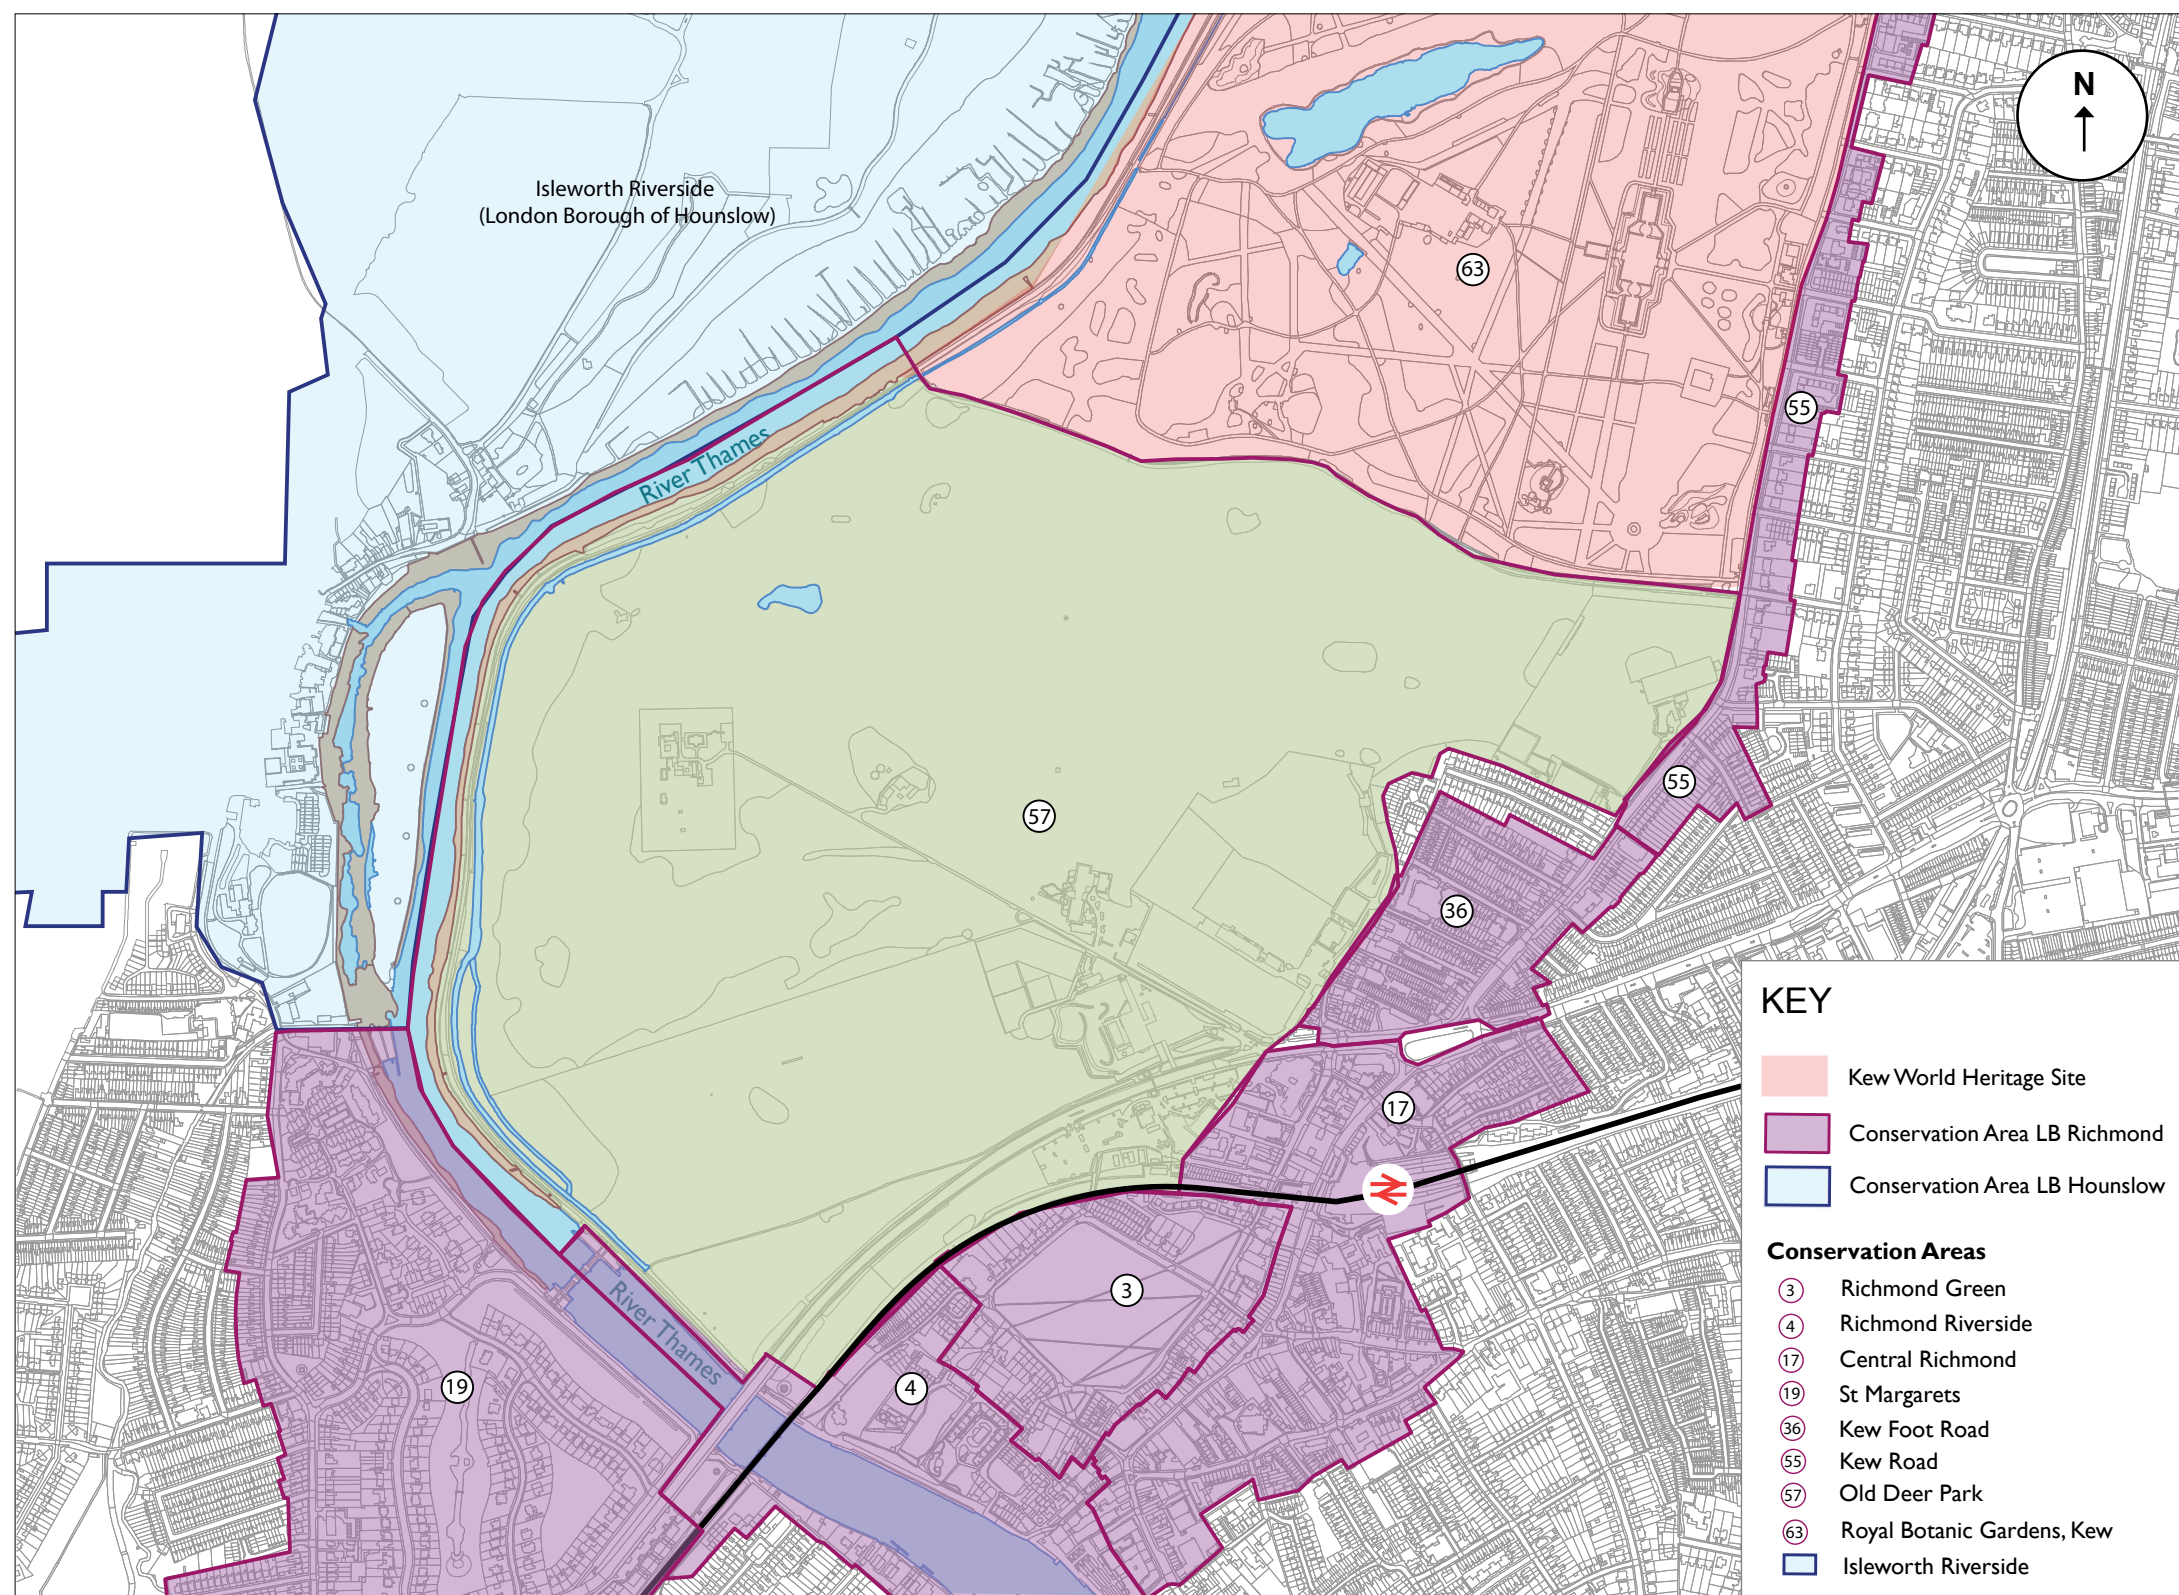 N
Isleworth Riverside
(London Borough of Hounslow)
63
55
River Thames
55
57
36
17
3
River Thames
19
4
KEY
Kew World Heritage Site
Conservation Area LB Richmond
Conservation Area LB Hounslow
Conservation Areas
3 Richmond Green
4 Richmond Riverside
17 Central Richmond
19 St Margarets
36 Kew Foot Road
55 Kew Road
57 Old Deer Park
63 Royal Botanic Gardens, Kew
Isleworth Riverside